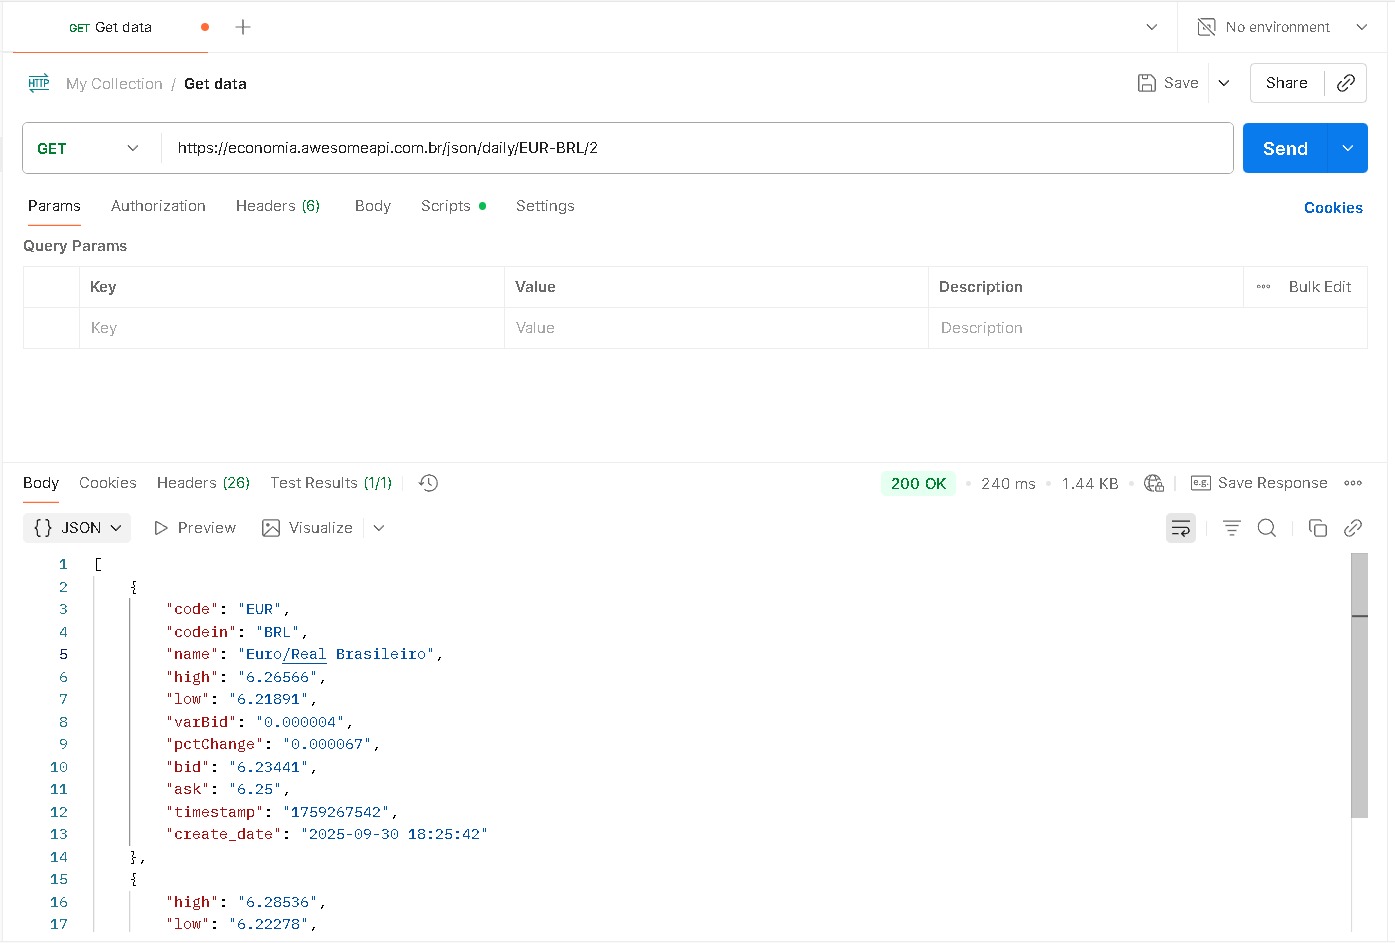 GET Get data
No environment
HTTP My Collection / Get data
Save
Share
GET https://economia.awesomeapi.com.br/json/daily/EUR-BRL/2
Send
Params Authorization Headers (6) Body Scripts Settings
Cookies
Query Params
Key Value Description Bulk Edit
Key Value Description
Body Cookies Headers (26) Test Results (1/1)
200 OK • 240 ms • 1.44 KB • e.g. Save Response
{} JSON Preview Visualize
1 [
2 {
3 "code": "EUR",
4 "codein": "BRL",
5 "name": "Euro/Real Brasileiro",
6 "high": "6.26566",
7 "low": "6.21891",
8 "varBid": "0.000004",
9 "pctChange": "0.000067",
10 "bid": "6.23441",
11 "ask": "6.25",
12 "timestamp": "1759267542",
13 "create_date": "2025-09-30 18:25:42"
14 },
15 {
16 "high": "6.28536",
17 "low": "6.22278",